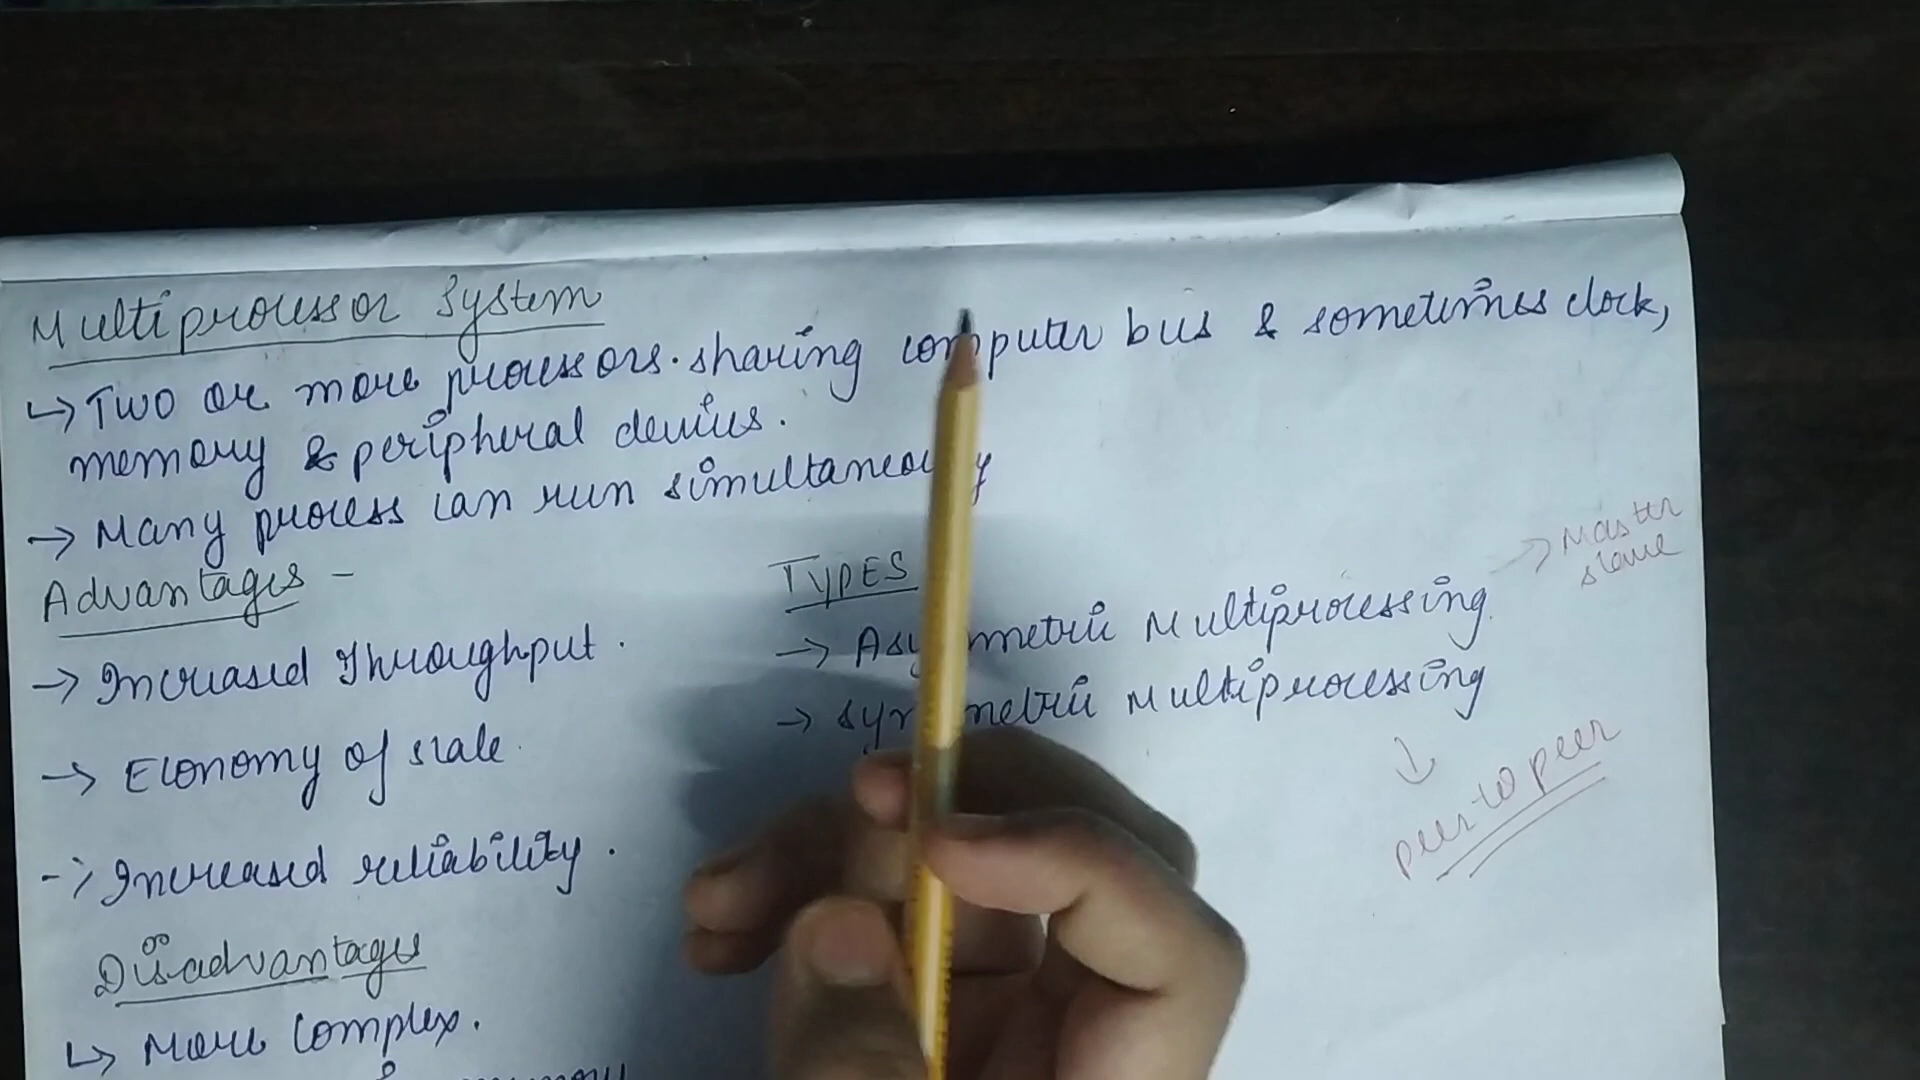 Multiprocessor System
↳ Two or more processors. sharing computer bus & sometimes clock,
memory & peripheral devices.
→ Many process can run simultaneously
Advantages -
→ Increased Throughput.
→ Economy of scale
→ Increased reliability.
Disadvantages
↳ More Complex.
memory
TYPES
→ Asymmetric Multiprocessing
→ Master
slave
→ Symmetric Multiprocessing
↓
peer to peer